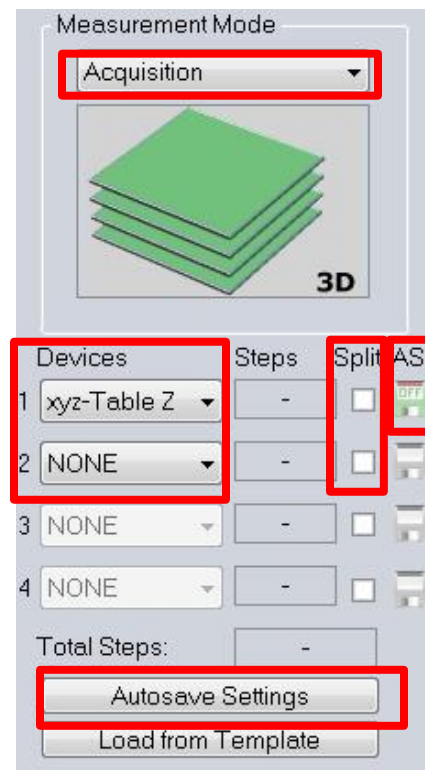 Measurement Mode
Acquisition
3D
Devices Steps Split AS
1 xyz-Table Z - OFF
2 NONE -
3 NONE -
4 NONE -
Total Steps: -
Autosave Settings
Load from Template